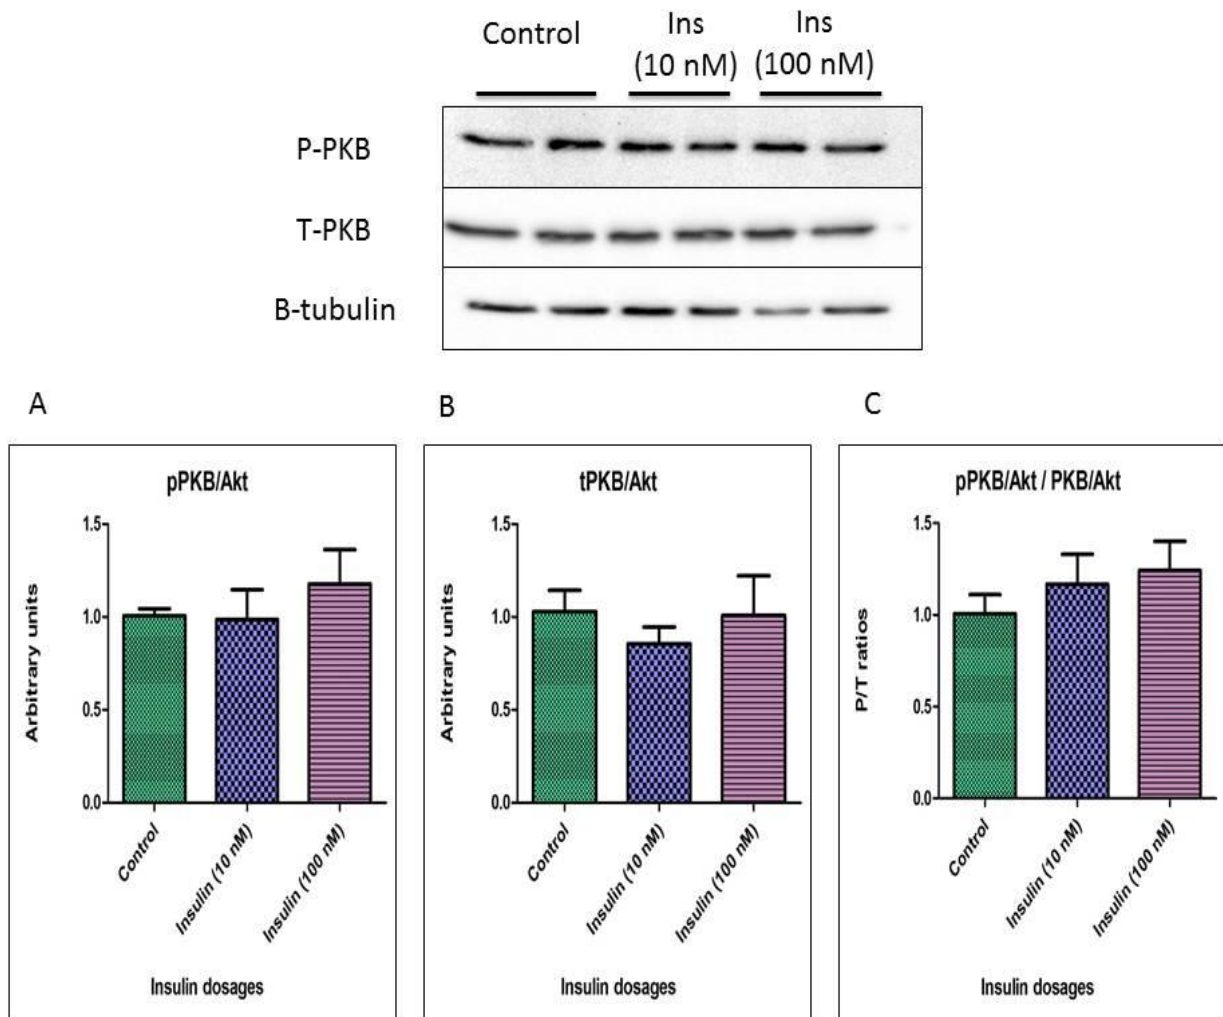 Control
Ins
(10 nM)
Ins
(100 nM)
P-PKB
T-PKB
B-tubulin
A
B
C
pPKB/Akt
1.5
1.0
0.5
0.0
Arbitrary units
Control
Insulin (10 nM)
Insulin (100 nM)
Insulin dosages
tPKB/Akt
1.5
1.0
0.5
0.0
Arbitrary units
Control
Insulin (10 nM)
Insulin (100 nM)
Insulin dosages
pPKB/Akt / PKB/Akt
1.5
1.0
0.5
0.0
P/T ratios
Control
Insulin (10 nM)
Insulin (100 nM)
Insulin dosages